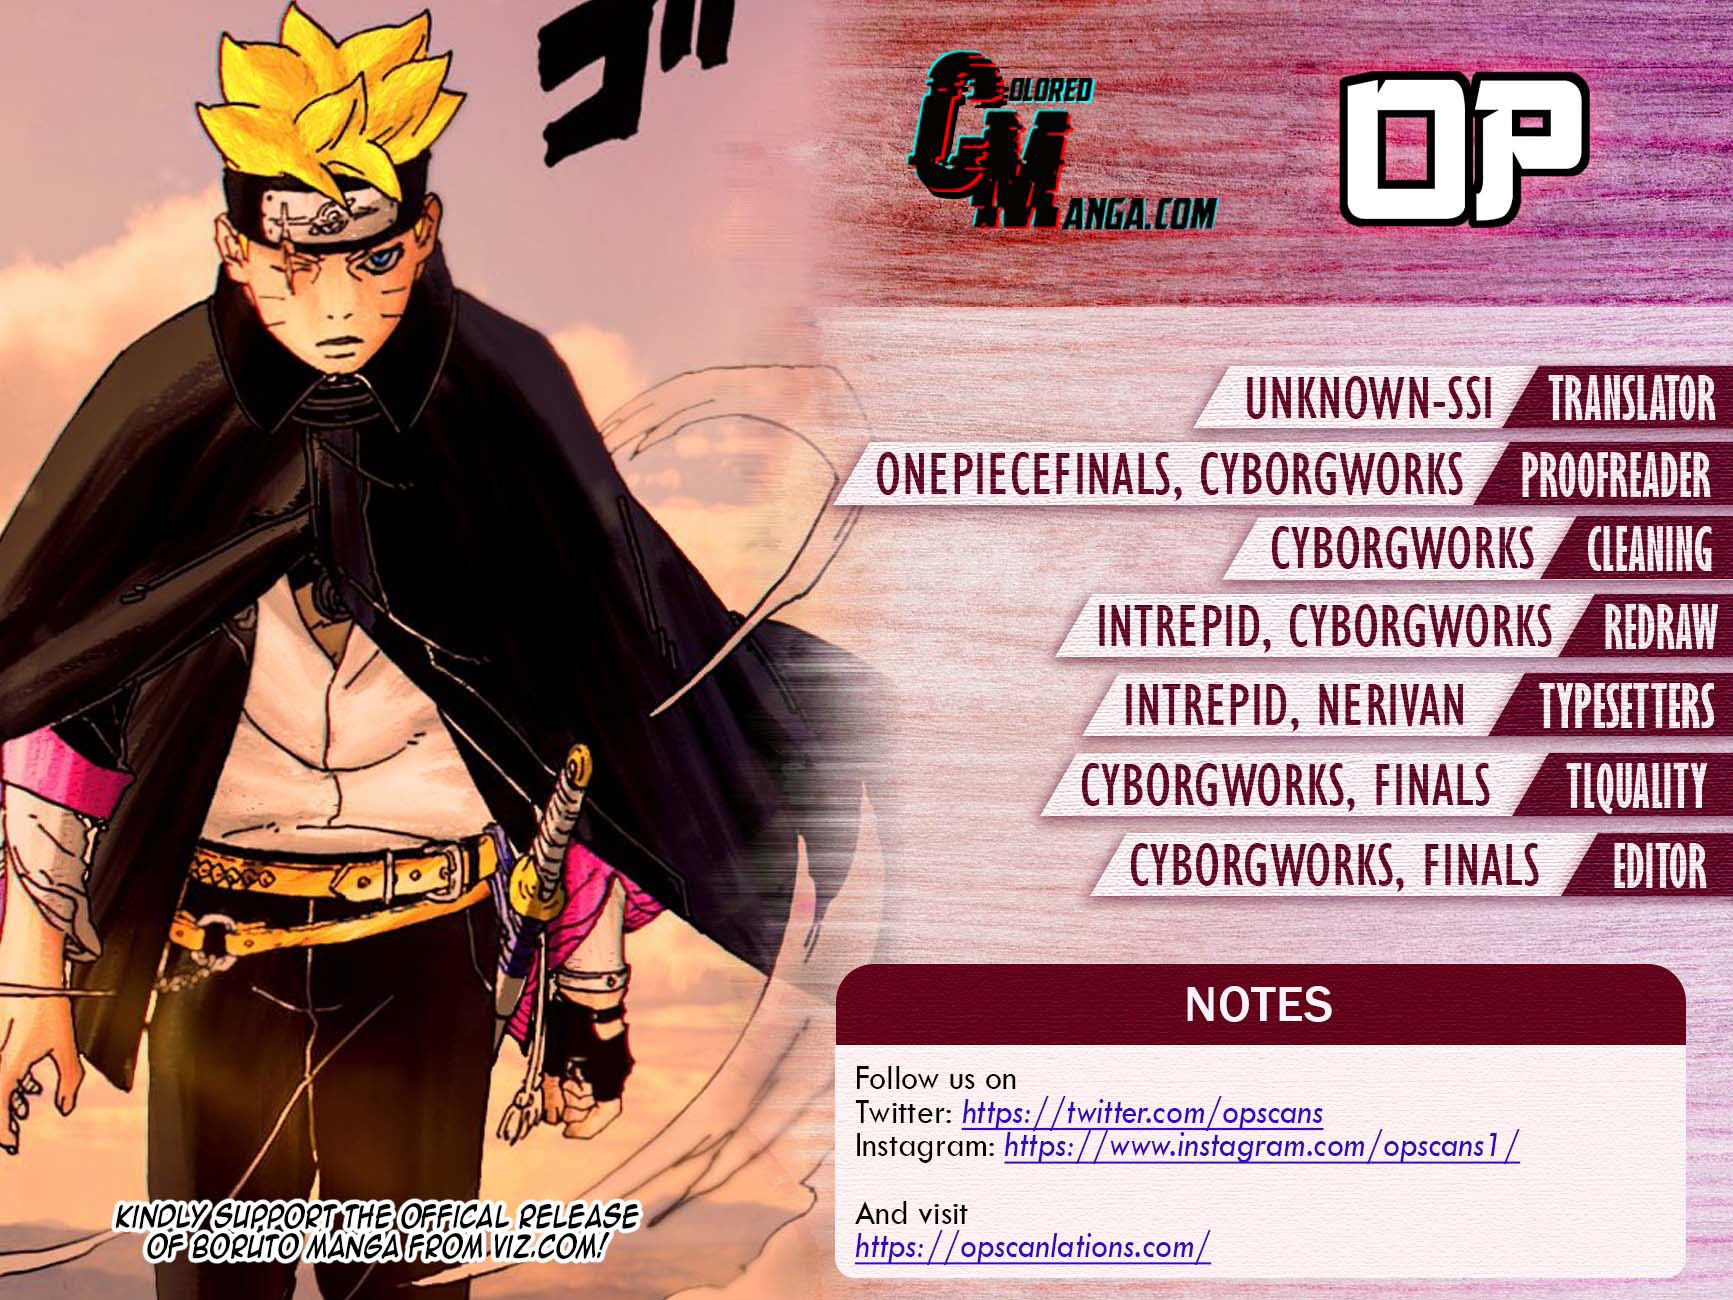 ゴッ
COLORED
MANGA.COM
OP
UNKNOWN-SSI TRANSLATOR
ONEPIECEFINALS, CYBORGWORKS PROOFREADER
CYBORGWORKS CLEANING
INTREPID, CYBORGWORKS REDRAW
INTREPID, NERIVAN TYPESETTERS
CYBORGWORKS, FINALS TLQUALITY
CYBORGWORKS, FINALS EDITOR
NOTES
Follow us on
Twitter: https://twitter.com/opscans
Instagram: https://www.instagram.com/opscans1/
And visit
https://opscanlations.com/
KINDLY SUPPORT THE OFFICAL RELEASE
OF BORUTO MANGA FROM VIZ.COM!